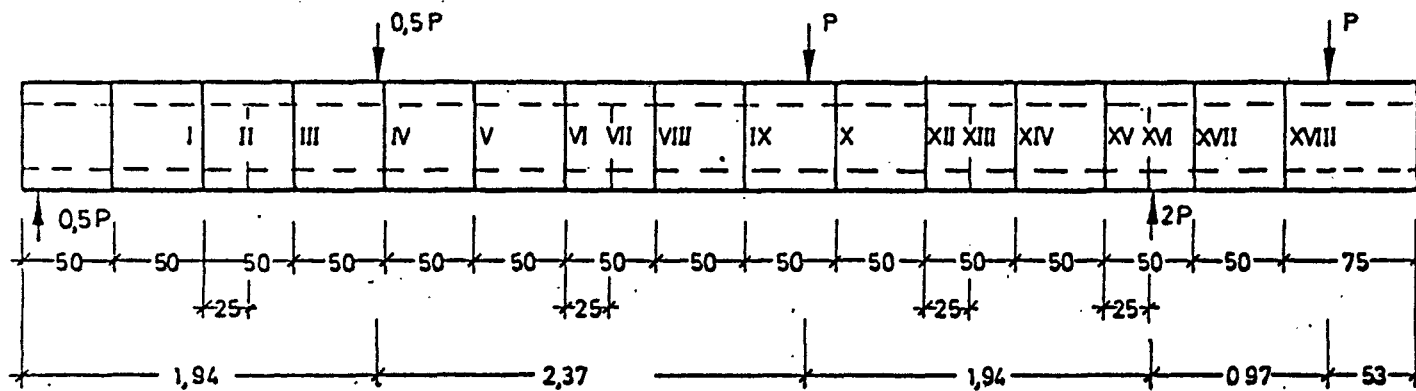 0,5P P P
I II III IV V VI VII VIII IX X XII XIII XIV XV XVI XVII XVIII
0,5P 2P
50 50 50 50 50 50 50 50 50 50 50 50 50 50 75
25 25 25 25
1,94 2,37 1,94 0 97 53